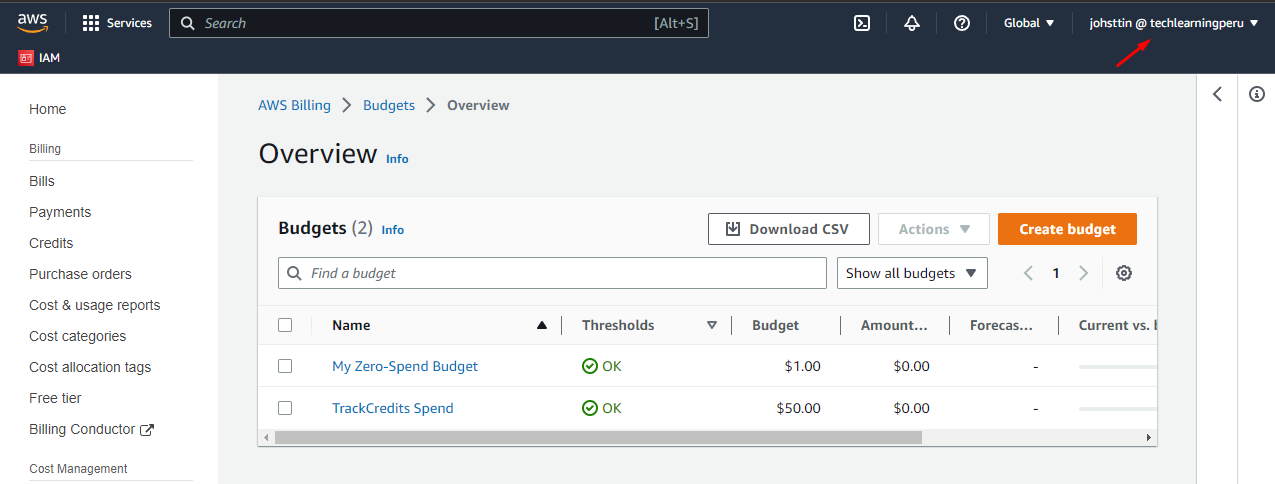 aws Services Search [Alt+S] Global johsttin @ techlearningperu
IAM
Home
Billing
Bills
Payments
Credits
Purchase orders
Cost & usage reports
Cost categories
Cost allocation tags
Free tier
Billing Conductor
Cost Management
AWS Billing Budgets Overview
Overview Info
Budgets (2) Info Download CSV Actions Create budget
Find a budget Show all budgets 1
Name Thresholds Budget Amount... Forecas... Current vs.
My Zero-Spend Budget OK $1.00 $0.00 -
TrackCredits Spend OK $50.00 $0.00 -